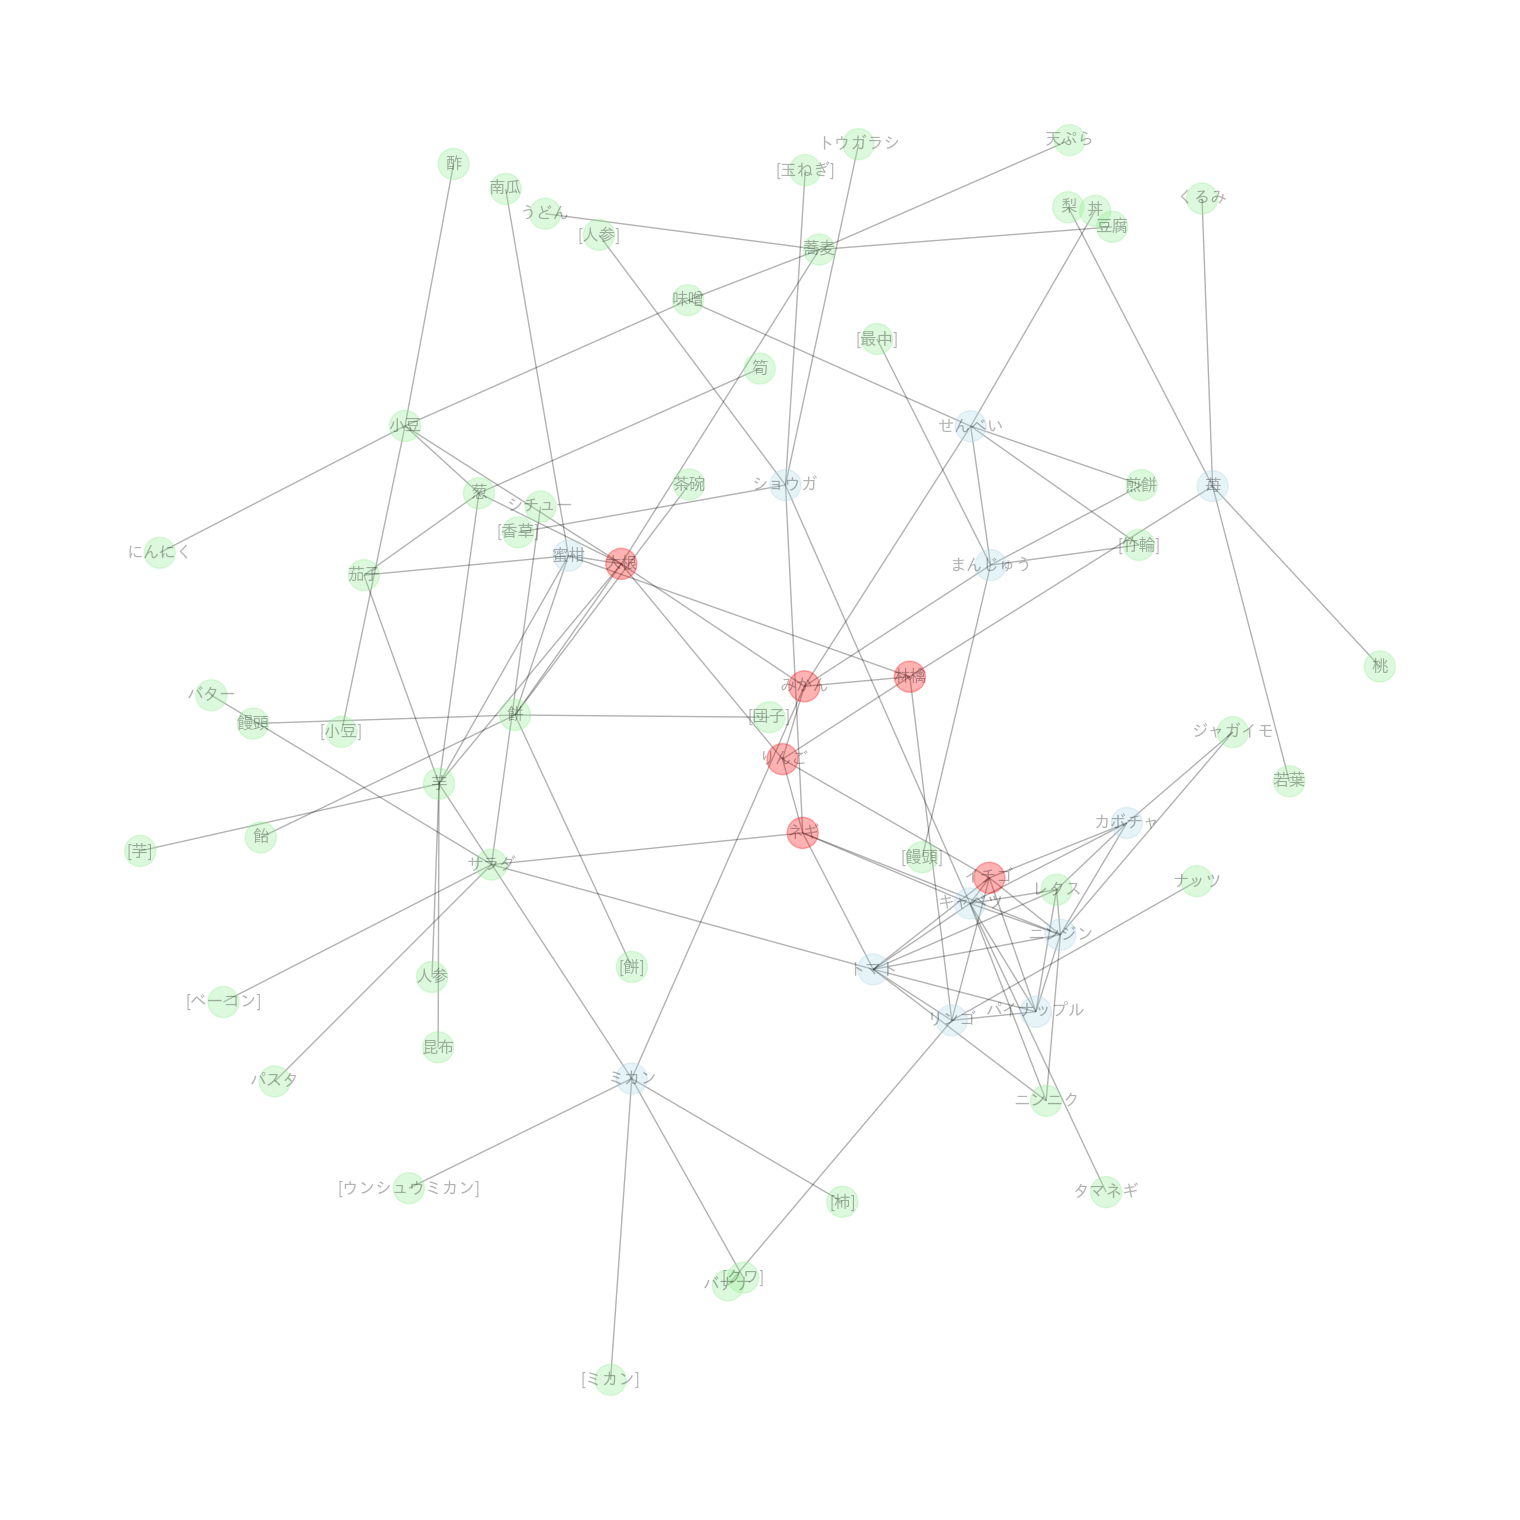 天ぷら
トウガラシ
酢
[玉ねぎ]
南瓜
くるみ
梨
丼
うどん
豆腐
[人参]
蕎麦
味噌
[最中]
筍
小豆
せんべい
茶碗
ショウガ
煎餅
苺
葱
シチュー
[香草]
[竹輪]
にんにく
蜜柑
大根
まんじゅう
茄子
桃
林檎
みかん
バター
餅
[団子]
饅頭
[小豆]
ジャガイモ
りんご
芋
若葉
カボチャ
ネギ
飴
[芋]
[饅頭]
サラダ
イチゴ
ナッツ
レタス
キャベツ
ニンジン
[餅]
トマト
人参
[ベーコン]
パイナップル
リンゴ
昆布
ミカン
パスタ
ニンニク
[ウンシュウミカン]
タマネギ
[柿]
[クワ]
バナナ
[ミカン]